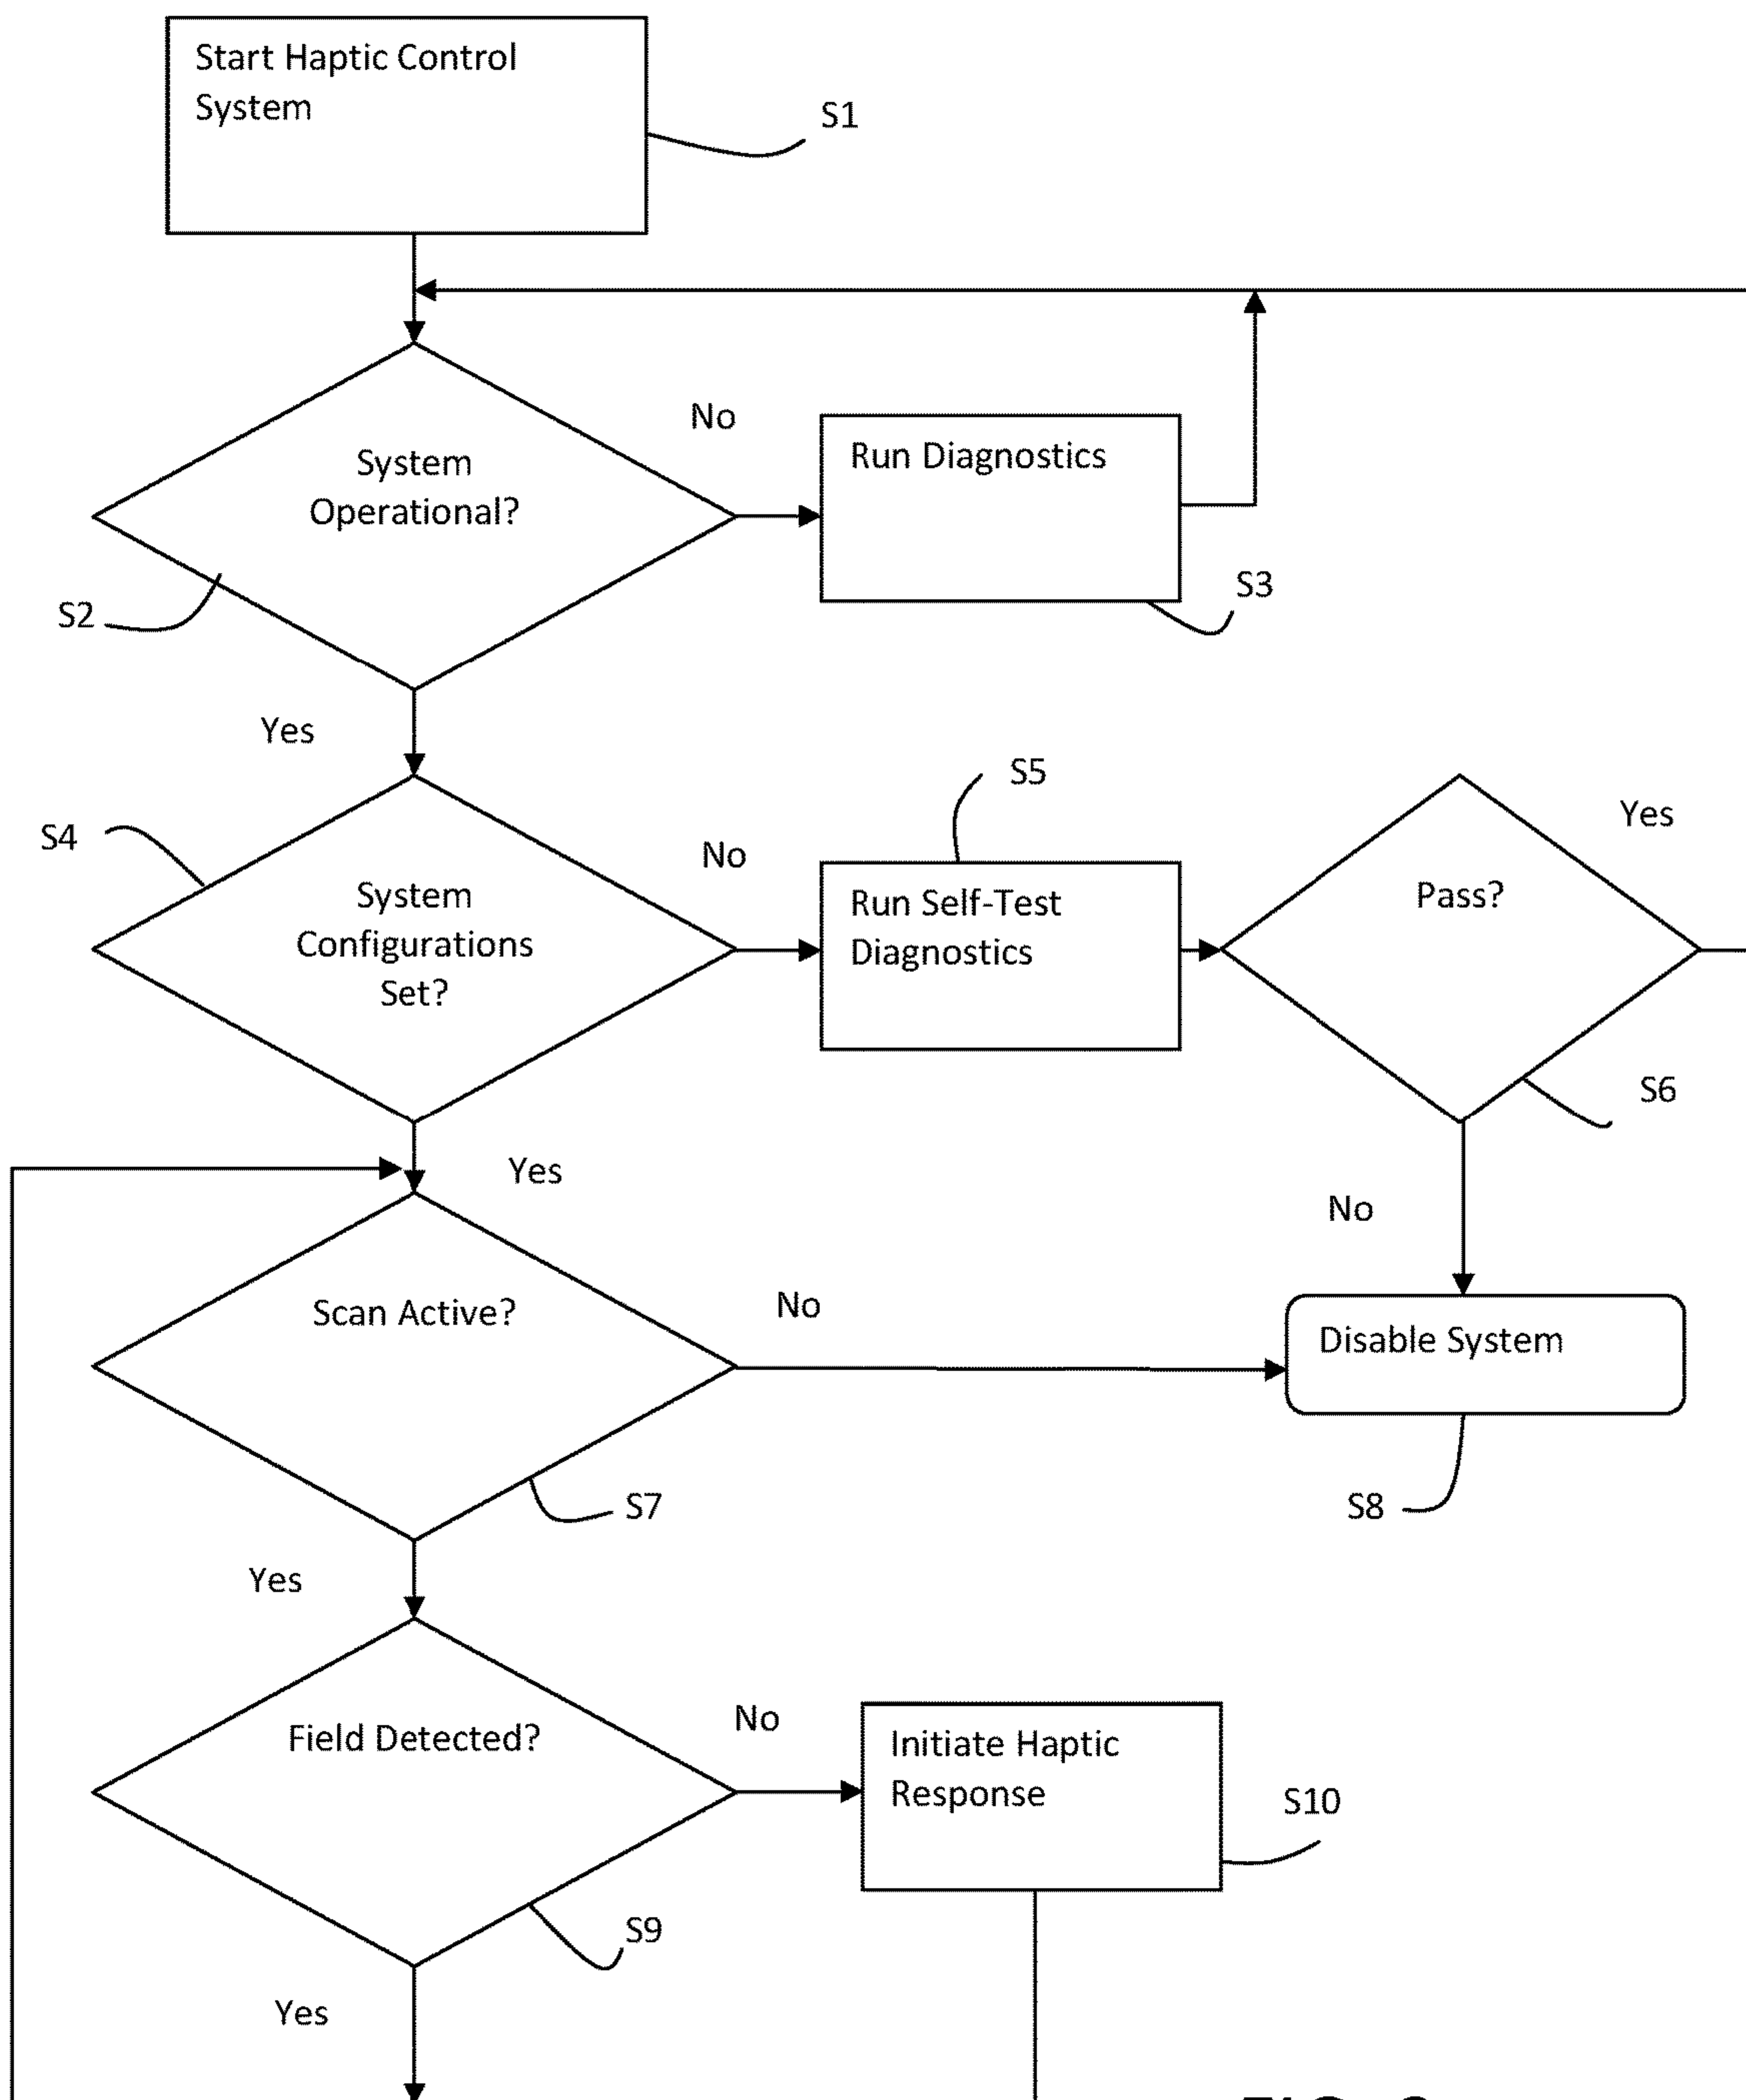 Start Haptic Control
System
S1
No
System
Operational?
Run Diagnostics
S2
S3
Yes
S5
S4
No
Yes
System
Configurations
Set?
Run Self-Test
Diagnostics
Pass?
S6
Yes
No
Scan Active?
No
Disable System
S7
S8
Yes
No
Field Detected?
Initiate Haptic
Response
S10
S9
Yes